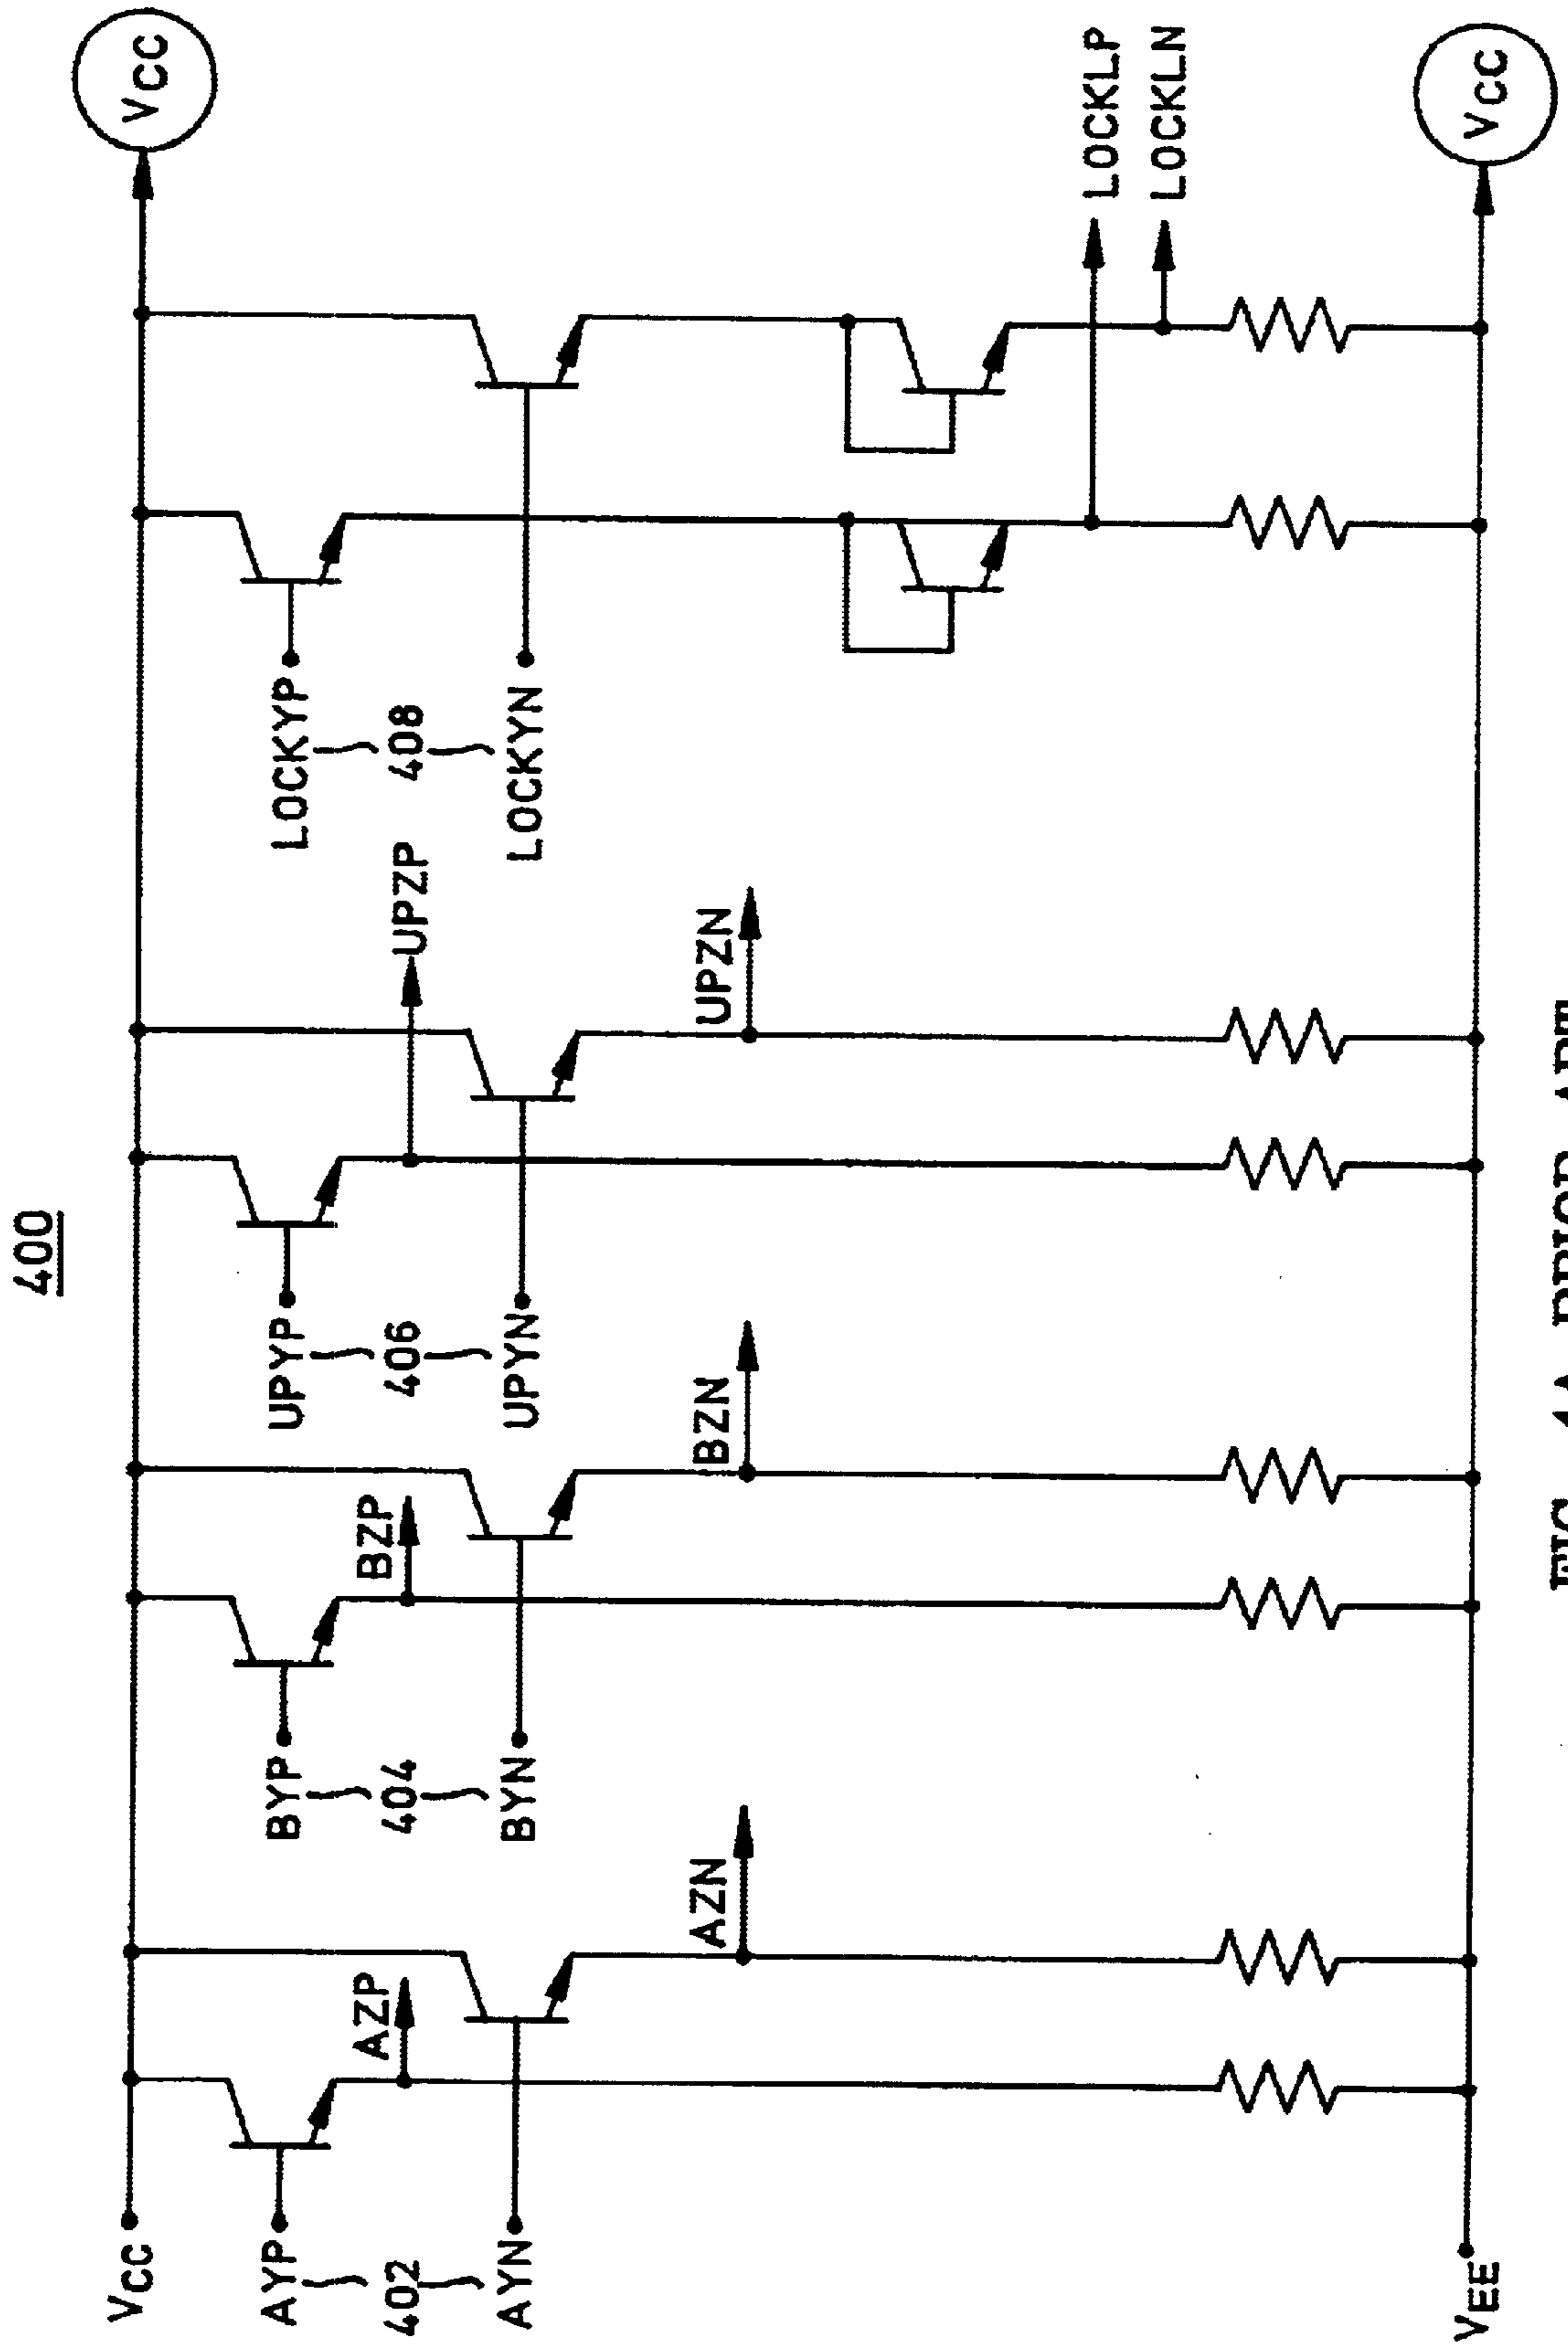 400
VCC
VCC
AYP
402
AYN
AZP
AZN
BYP
404
BYN
BZP
BZN
UPYP
406
UPYN
UPZP
UPZN
LOCKYP
408
LOCKYN
LOCKLP
LOCKLN
VEE
VCC